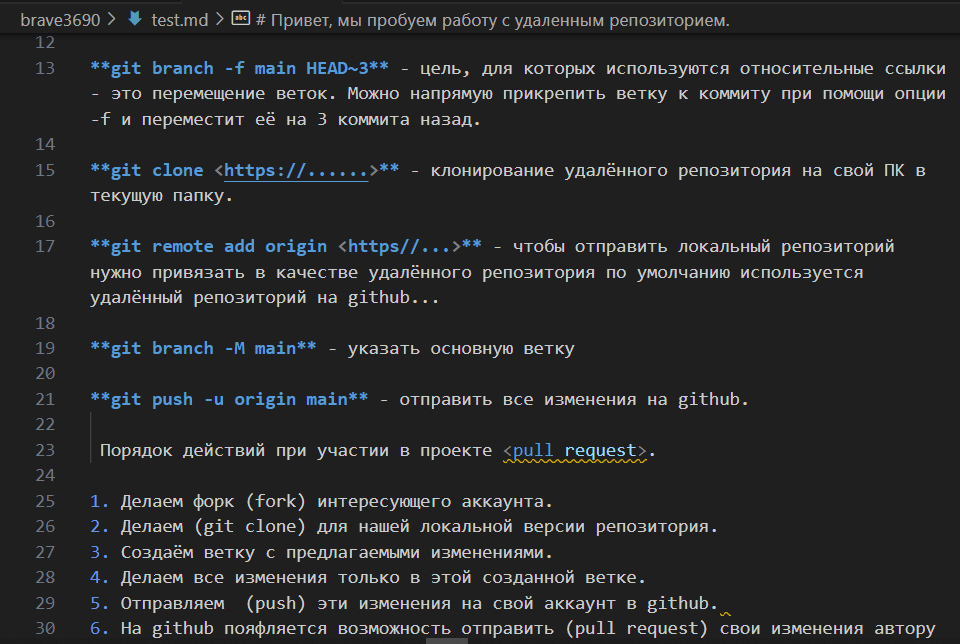 brave3690 > test.md > abc # Привет, мы пробуем работу с удаленным репозиторием.
12
13 **git branch -f main HEAD~3** - цель, для которых используются относительные ссылки
- это перемещение веток. Можно напрямую прикрепить ветку к коммиту при помощи опции
-f и переместит её на 3 коммита назад.
14
15 **git clone <https://......>** - клонирование удалённого репозитория на свой ПК в
текущую папку.
16
17 **git remote add origin <https//...>** - чтобы отправить локальный репозиторий
нужно привязать в качестве удалённого репозитория по умолчанию используется
удалённый репозиторий на github...
18
19 **git branch -M main** - указать основную ветку
20
21 **git push -u origin main** - отправить все изменения на github.
22
23 Порядок действий при участии в проекте <pull request>.
24
25 1. Делаем форк (fork) интересующего аккаунта.
26 2. Делаем (git clone) для нашей локальной версии репозитория.
27 3. Создаём ветку с предлагаемыми изменениями.
28 4. Делаем все изменения только в этой созданной ветке.
29 5. Отправляем  (push) эти изменения на свой аккаунт в github.
30 6. На github пояфляется возможность отправить (pull request) свои изменения автору